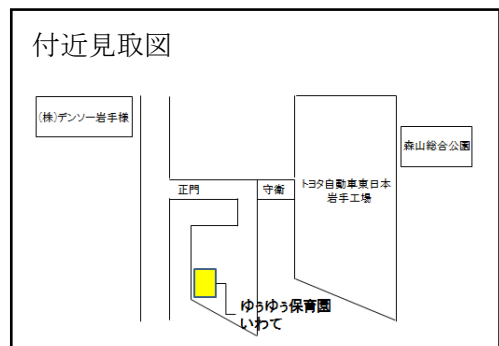 付近見取図
(株)デンソー岩手様
森山総合公園
正門
守衛
トヨタ自動車東日本
岩手工場
ゆうゆう保育園
いわて